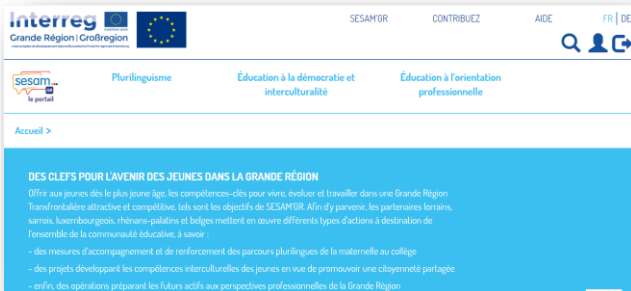 Interreg
Grande Région | Großregion
SESAM'GR CONTRIBUEZ AIDE FR | DE
sesam
GR
le portail
Plurilinguisme
Éducation à la démocratie et
interculturalité
Éducation à l'orientation
professionnelle
Accueil >
DES CLEFS POUR L'AVENIR DES JEUNES DANS LA GRANDE RÉGION
Offrir aux jeunes dès le plus jeune âge, les compétences-clés pour vivre, évoluer et travailler dans une Grande Région
Transfrontalière attractive et compétitive, tels sont les objectifs de SESAM'GR. Afin d'y parvenir, les partenaires lorrains,
sarrois, luxembourgeois, rhénans-palatins et belges mettent en œuvre différents types d'actions à destination de
l'ensemble de la communauté éducative, à savoir :
- des mesures d'accompagnement et de renforcement des parcours plurilingues de la maternelle au collège
- des projets développant les compétences interculturelles des jeunes en vue de promouvoir une citoyenneté partagée
- enfin, des opérations préparant les futurs actifs aux perspectives professionnelles de la Grande Région